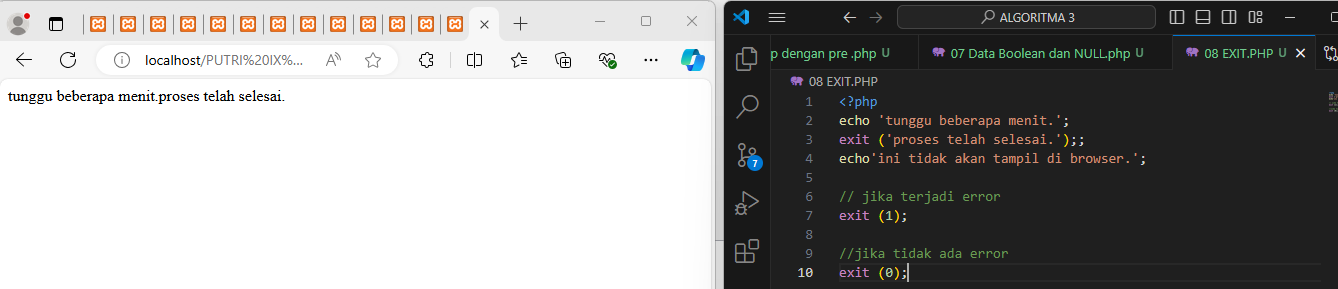 localhost/PUTRI%20IX%...
tunggu beberapa menit.proses telah selesai.
ALGORITMA 3
p dengan pre .php U
07 Data Boolean dan NULL.php U
08 EXIT.PHP U
08 EXIT.PHP
1 <?php
2 echo 'tunggu beberapa menit.';
3 exit ('proses telah selesai.');;
4 echo'ini tidak akan tampil di browser.';
5
6 // jika terjadi error
7 exit (1);
8
9 //jika tidak ada error
10 exit (0);
7